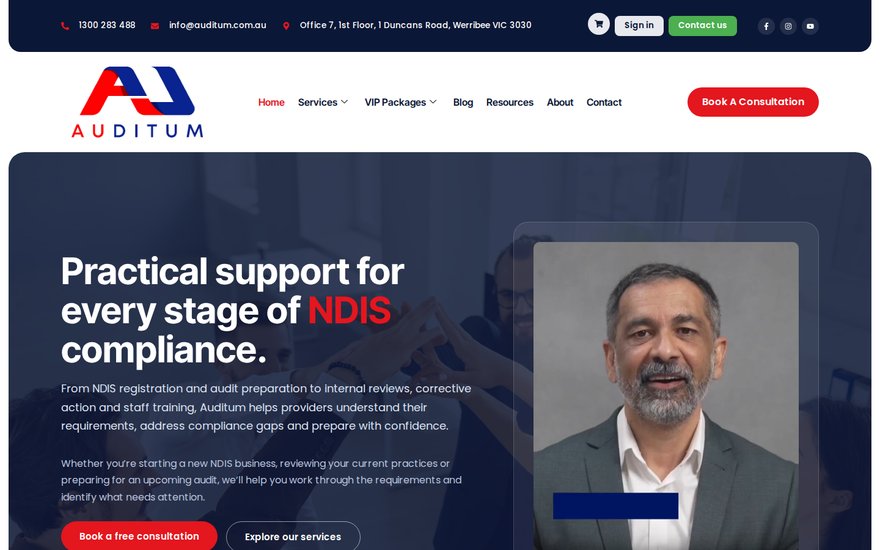 1300 283 488
info@auditum.com.au
Office 7, 1st Floor, 1 Duncans Road, Werribee VIC 3030
Sign in
Contact us
AUDITUM
Home
Services
VIP Packages
Blog
Resources
About
Contact
Book A Consultation
Practical support for
every stage of NDIS
compliance.
From NDIS registration and audit preparation to internal reviews, corrective
action and staff training, Auditum helps providers understand their
requirements, address compliance gaps and prepare with confidence.
Whether you're starting a new NDIS business, reviewing your current practices or
preparing for an upcoming audit, we'll help you work through the requirements and
identify what needs attention.
Book a free consultation
Explore our services